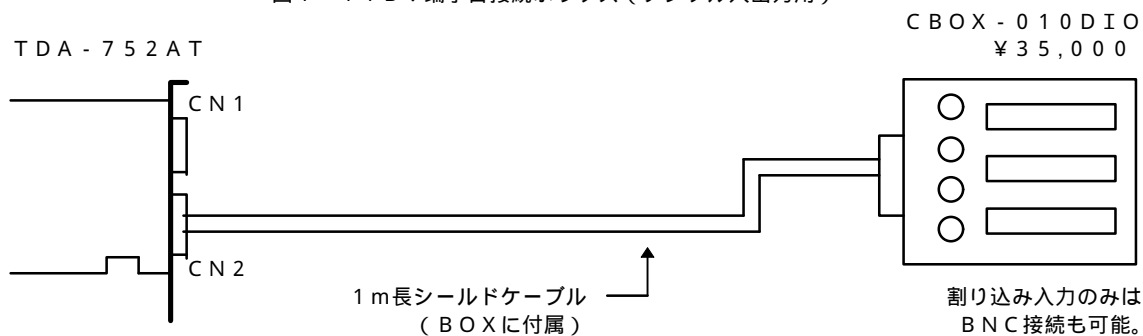 CBOX-010DIO
¥35,000
TDA-752AT
CN1
CN2
1m長シールドケーブル
(BOXに付属)
割り込み入力のみは
BNC接続も可能。